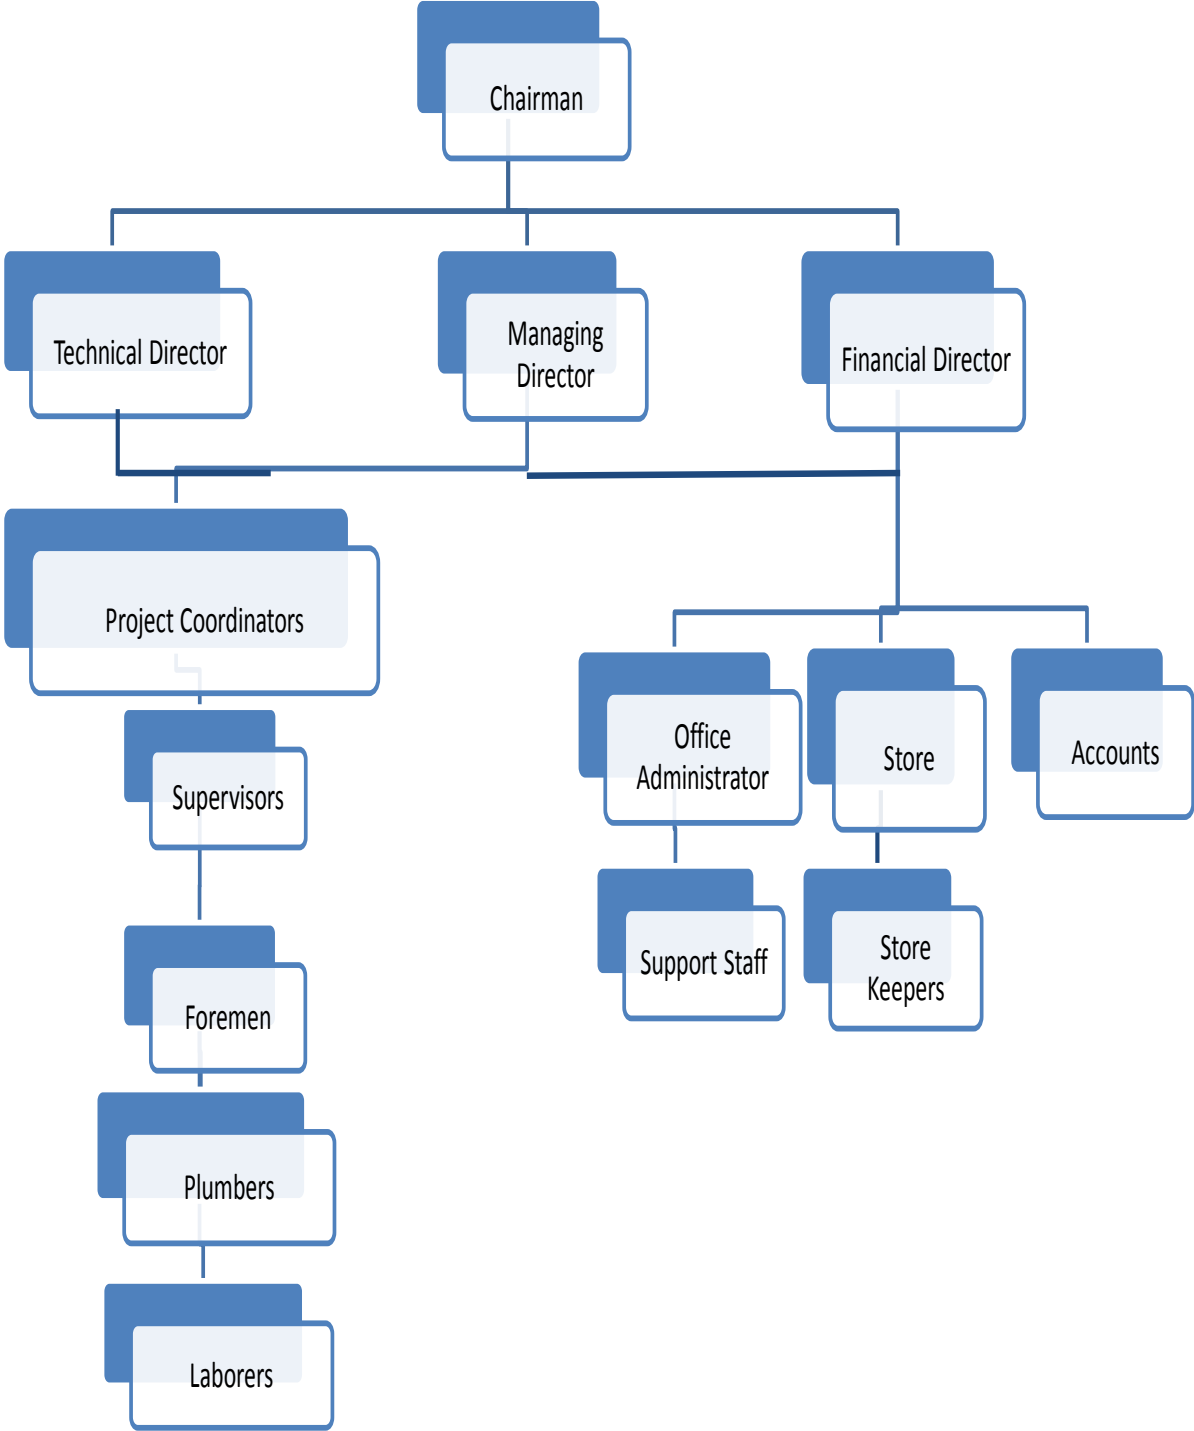 Chairman
Technical Director
Managing
Director
Financial Director
Project Coordinators
Office
Administrator
Store
Accounts
Supervisors
Support Staff
Store
Keepers
Foremen
Plumbers
Laborers